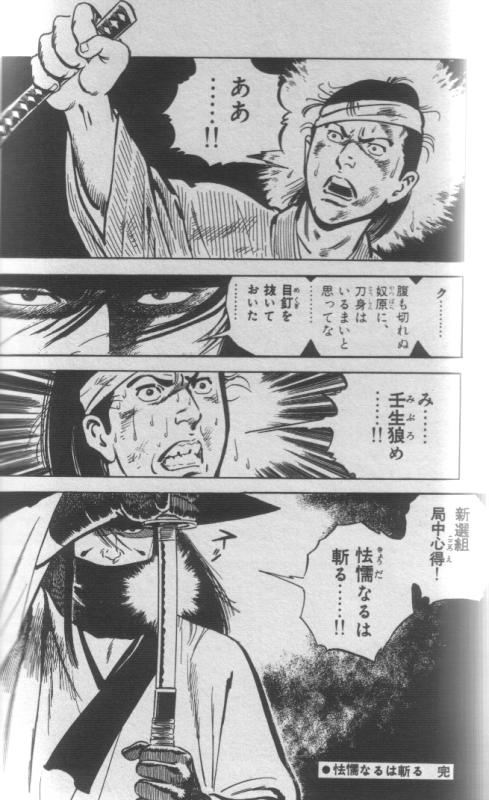 ああ
……!!
ク………
腹も切れぬ
奴原に、
刀身は
いるまいと
思ってな
………
目釘を
抜いて
おいた
………
み……
壬生狼め
……!!
新選組
局中心得！
怯懦なるは
斬る……!!
●怯懦なるは斬る 完